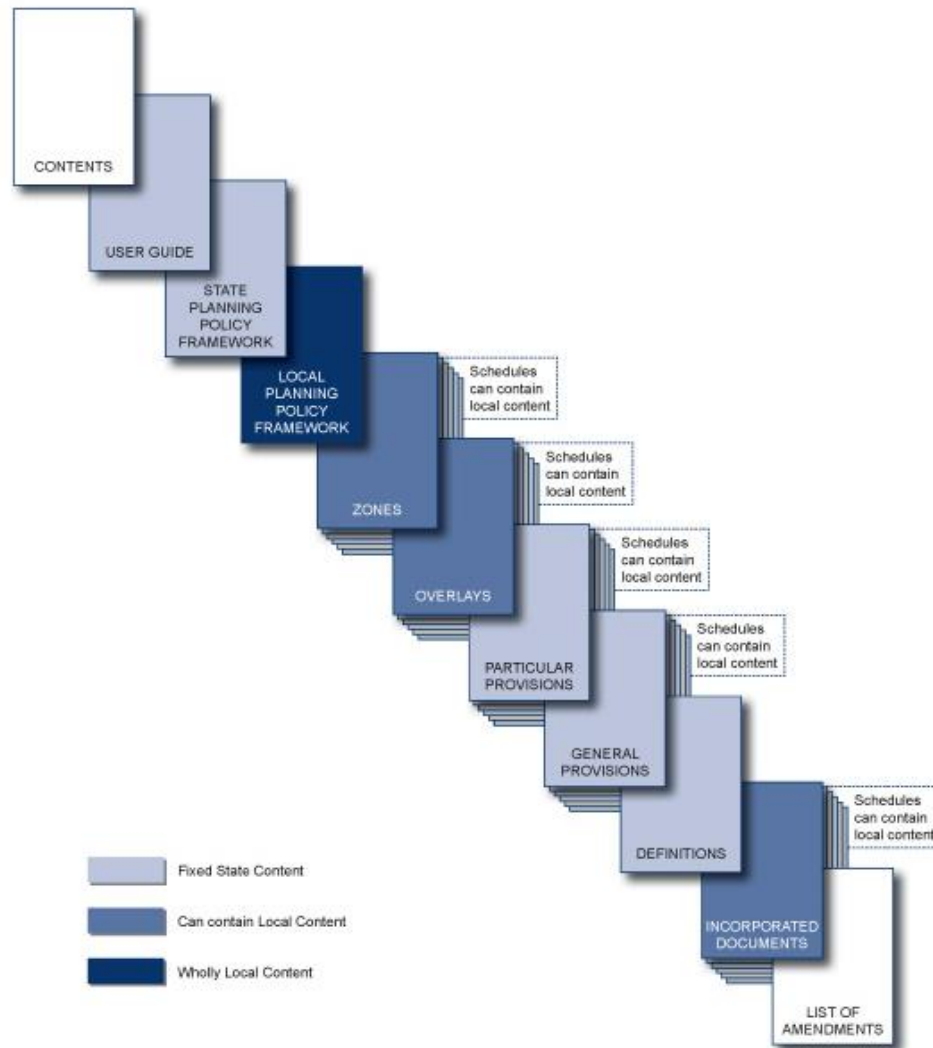 CONTENTS
USER GUIDE
STATE
PLANNING
POLICY
FRAMEWORK
LOCAL
PLANNING
POLICY
FRAMEWORK
Schedules
can contain
local content
ZONES
Schedules
can contain
local content
OVERLAYS
Schedules
can contain
local content
PARTICULAR
PROVISIONS
Schedules
can contain
local content
GENERAL
PROVISIONS
DEFINITIONS
Schedules
can contain
local content
INCORPORATED
DOCUMENTS
LIST OF
AMENDMENTS
Fixed State Content
Can contain Local Content
Wholly Local Content